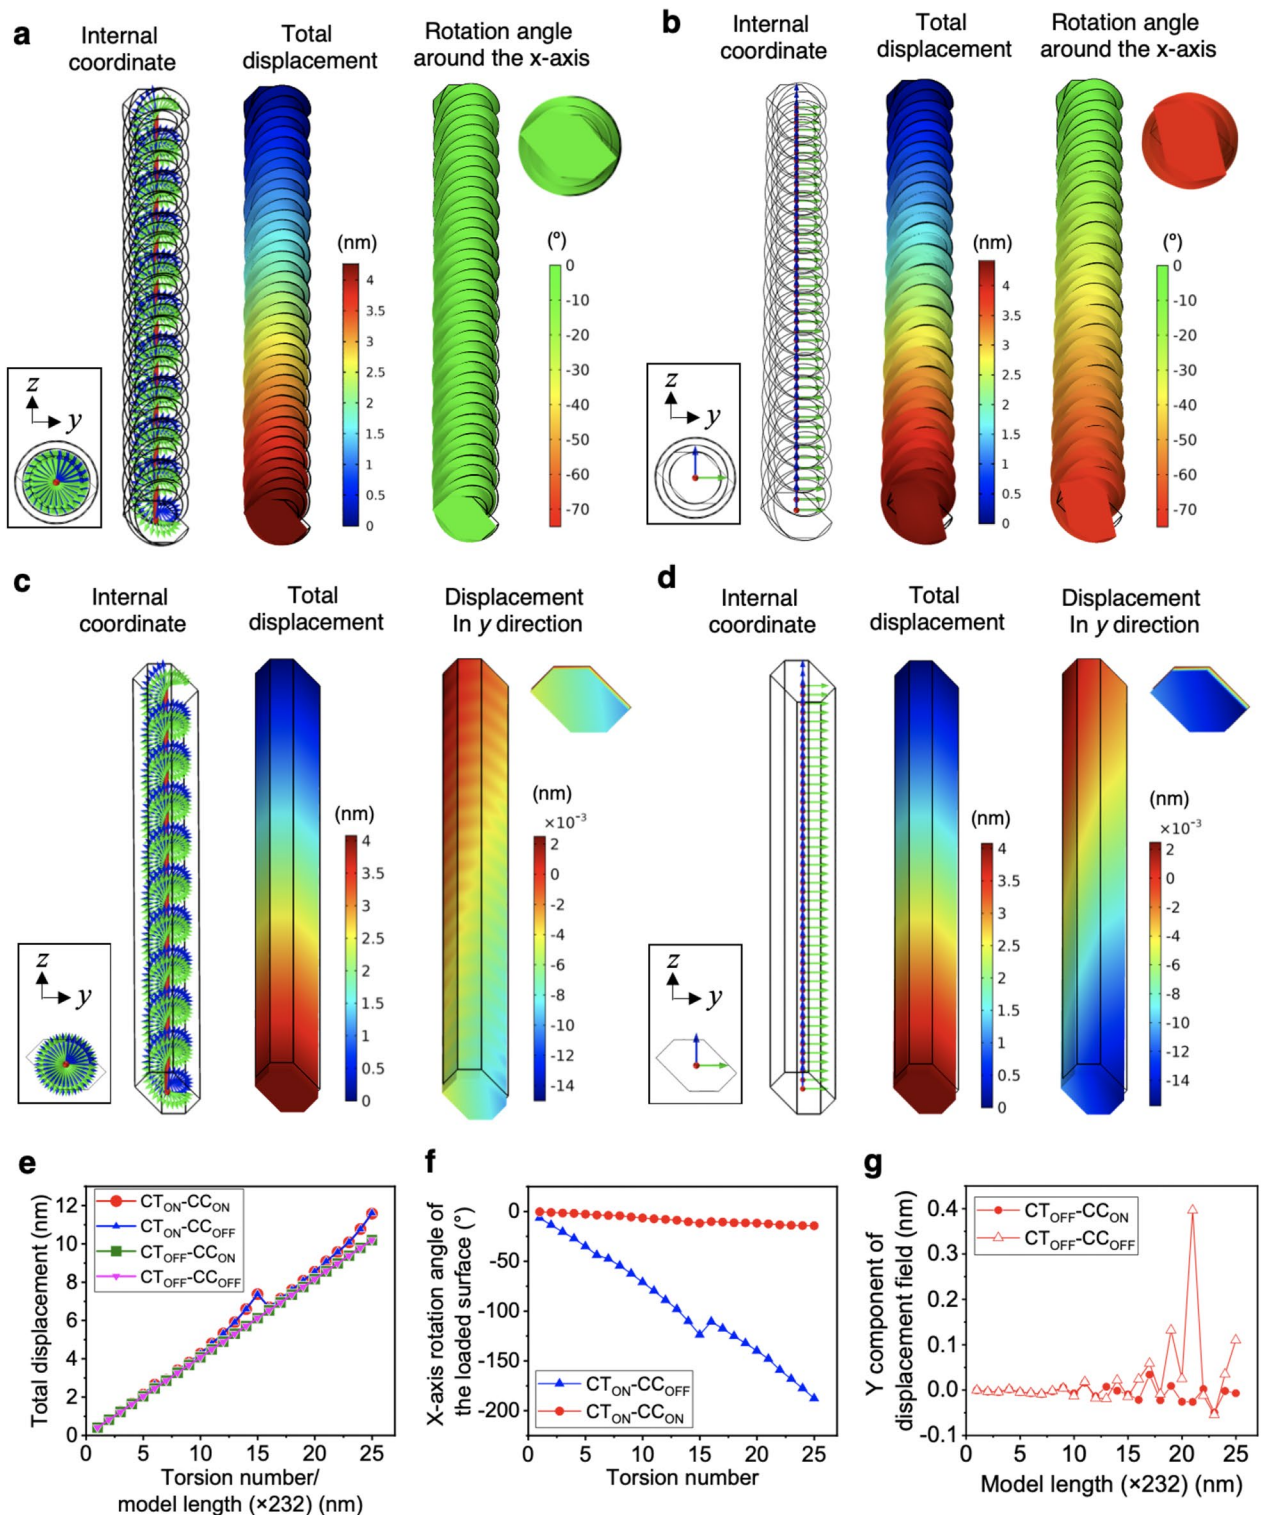 a
Internal
coordinate
Total
displacement
Rotation angle
around the x-axis
(nm)
4
3.5
3
2.5
2
1.5
1
0.5
0
(º)
0
-10
-20
-30
-40
-50
-60
-70
z
y
b
Internal
coordinate
Total
displacement
Rotation angle
around the x-axis
(nm)
4
3.5
3
2.5
2
1.5
1
0.5
0
(º)
0
-10
-20
-30
-40
-50
-60
-70
z
y
c
Internal
coordinate
Total
displacement
Displacement
In y direction
(nm)
4
3.5
3
2.5
2
1.5
1
0.5
0
(nm)
×10⁻³
2
0
-2
-4
-6
-8
-10
-12
-14
z
y
d
Internal
coordinate
Total
displacement
Displacement
In y direction
(nm)
4
3.5
3
2.5
2
1.5
1
0.5
0
(nm)
×10⁻³
2
0
-2
-4
-6
-8
-10
-12
-14
z
y
e
Total displacement (nm)
12
10
8
6
4
2
0
CT_ON-CC_ON
CT_ON-CC_OFF
CT_OFF-CC_ON
CT_OFF-CC_OFF
0 5 10 15 20 25
Torsion number/
model length (×232) (nm)
f
X-axis rotation angle of
the loaded surface (°)
0
-50
-100
-150
-200
CT_ON-CC_OFF
CT_ON-CC_ON
0 5 10 15 20 25
Torsion number
g
Y component of
displacement field (nm)
0.4
0.3
0.2
0.1
0.0
-0.1
CT_OFF-CC_ON
CT_OFF-CC_OFF
0 5 10 15 20 25
Model length (×232) (nm)